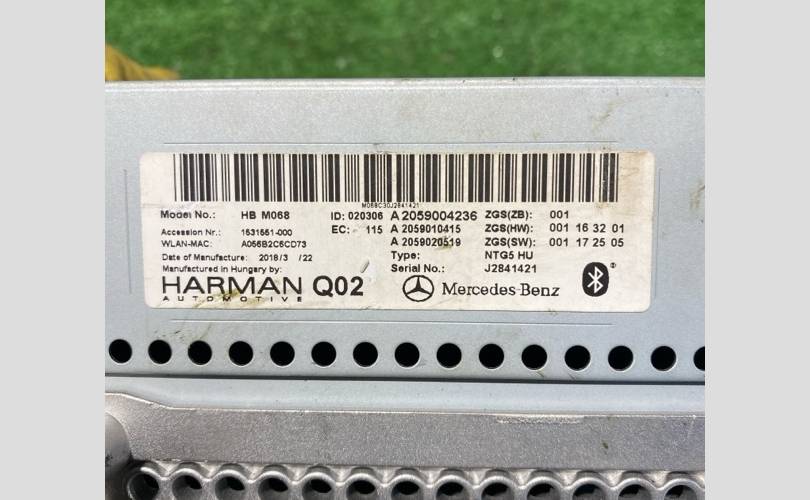 M068C30J2841421
Model No.: HB M068 ID: 020306 A 2059004236 ZGS(ZB): 001
Accession Nr.: 1531551-000 EC: 115 A 2059010415 ZGS(HW): 001 16 32 01
WLAN-MAC: A056B2C6CD73 A 2059020519 ZGS(SW): 001 17 25 05
Date of Manufacture: 2018/3 /22 Type: NTG5 HU
Manufactured in Hungary by: Serial No.: J2841421
HARMAN Q02 Mercedes-Benz
AUTOMOTIVE